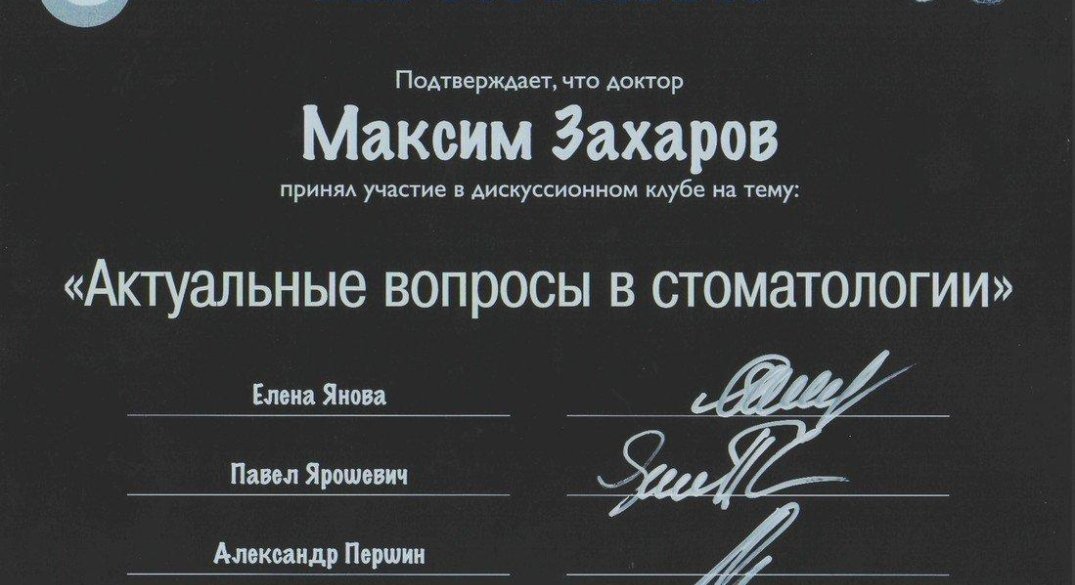 Подтверждает, что доктор
Максим Захаров
принял участие в дискуссионном клубе на тему:
«Актуальные вопросы в стоматологии»
Елена Янова
Павел Ярошевич
Александр Першин